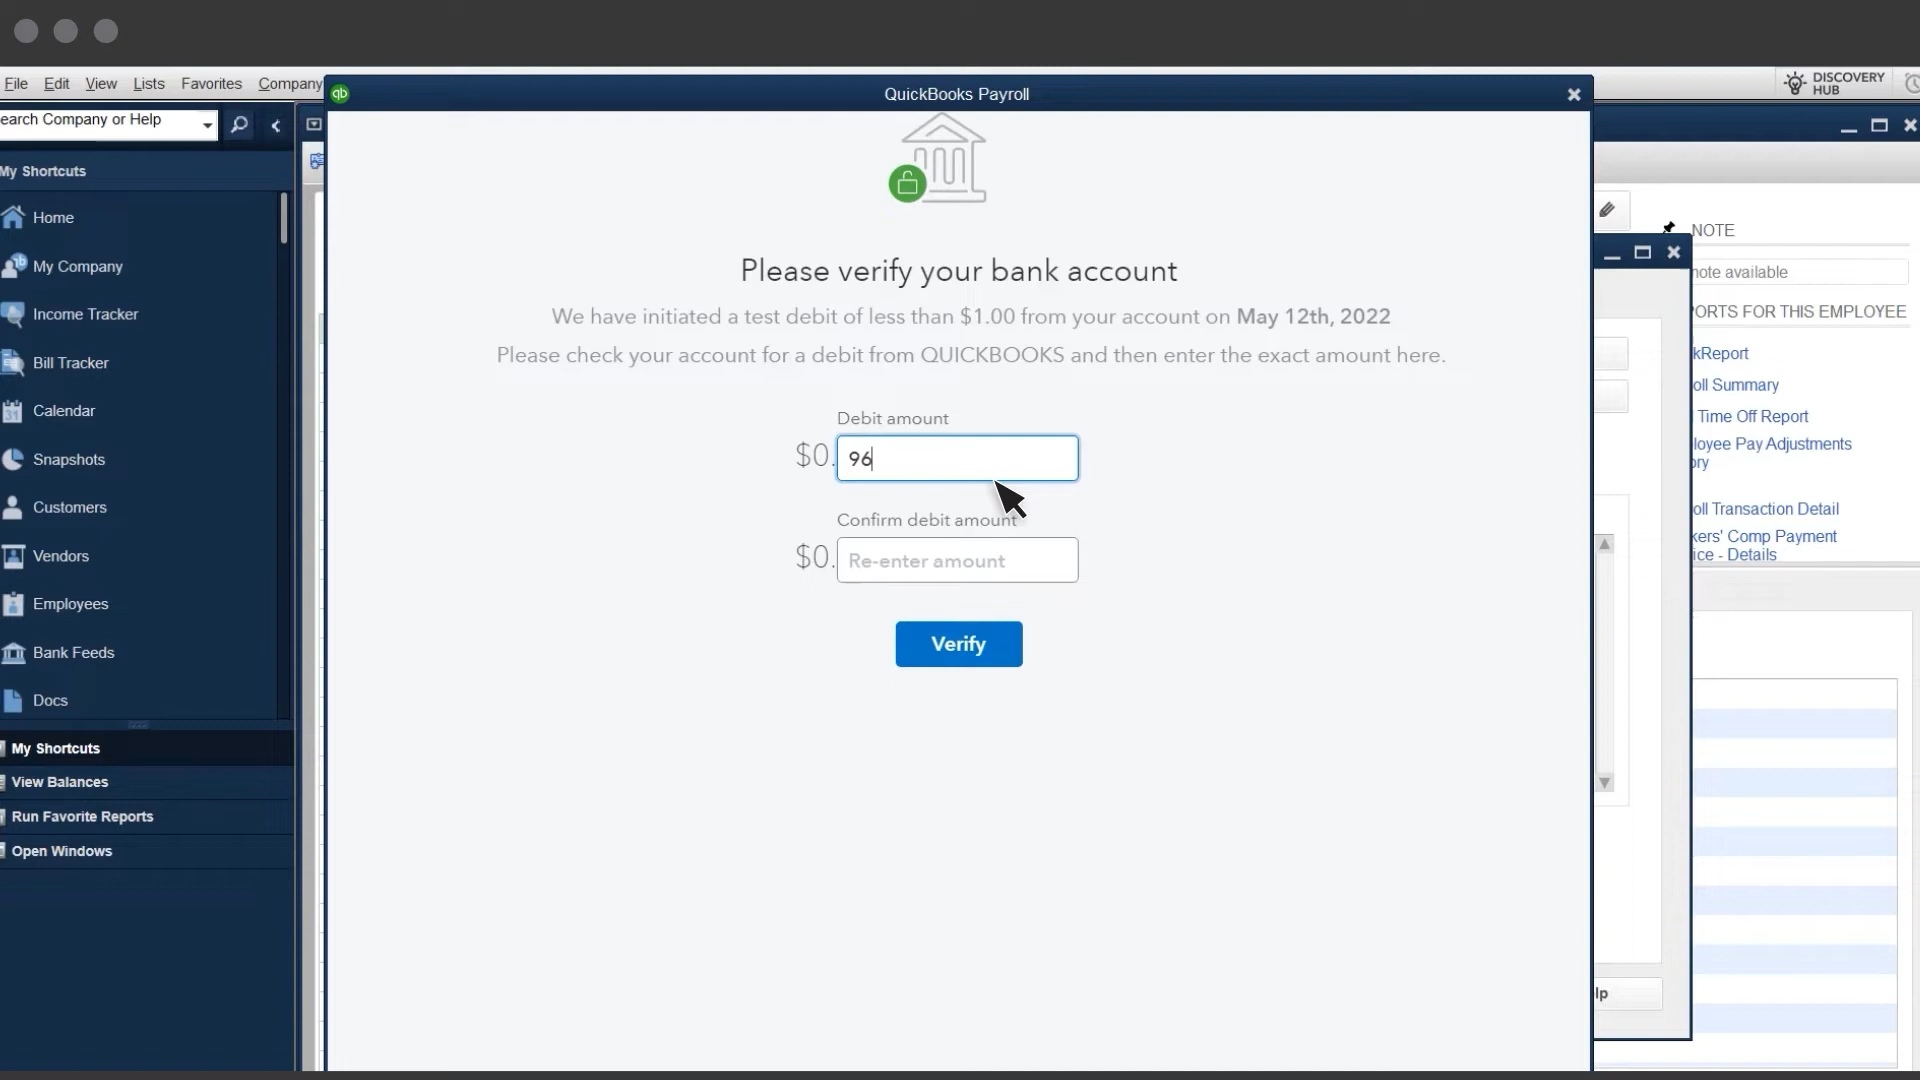 File Edit View Lists Favorites Company
DISCOVERY
HUB
earch Company or Help
My Shortcuts
Home
My Company
Income Tracker
Bill Tracker
Calendar
Snapshots
Customers
Vendors
Employees
Bank Feeds
Docs
My Shortcuts
View Balances
Run Favorite Reports
Open Windows
qb
QuickBooks Payroll
Please verify your bank account
We have initiated a test debit of less than $1.00 from your account on May 12th, 2022
Please check your account for a debit from QUICKBOOKS and then enter the exact amount here.
Debit amount
$0. 96
Confirm debit amount
$0. Re-enter amount
Verify
NOTE
note available
PORTS FOR THIS EMPLOYEE
kReport
oll Summary
Time Off Report
loyee Pay Adjustments
ory
oll Transaction Detail
kers' Comp Payment
ice - Details
lp